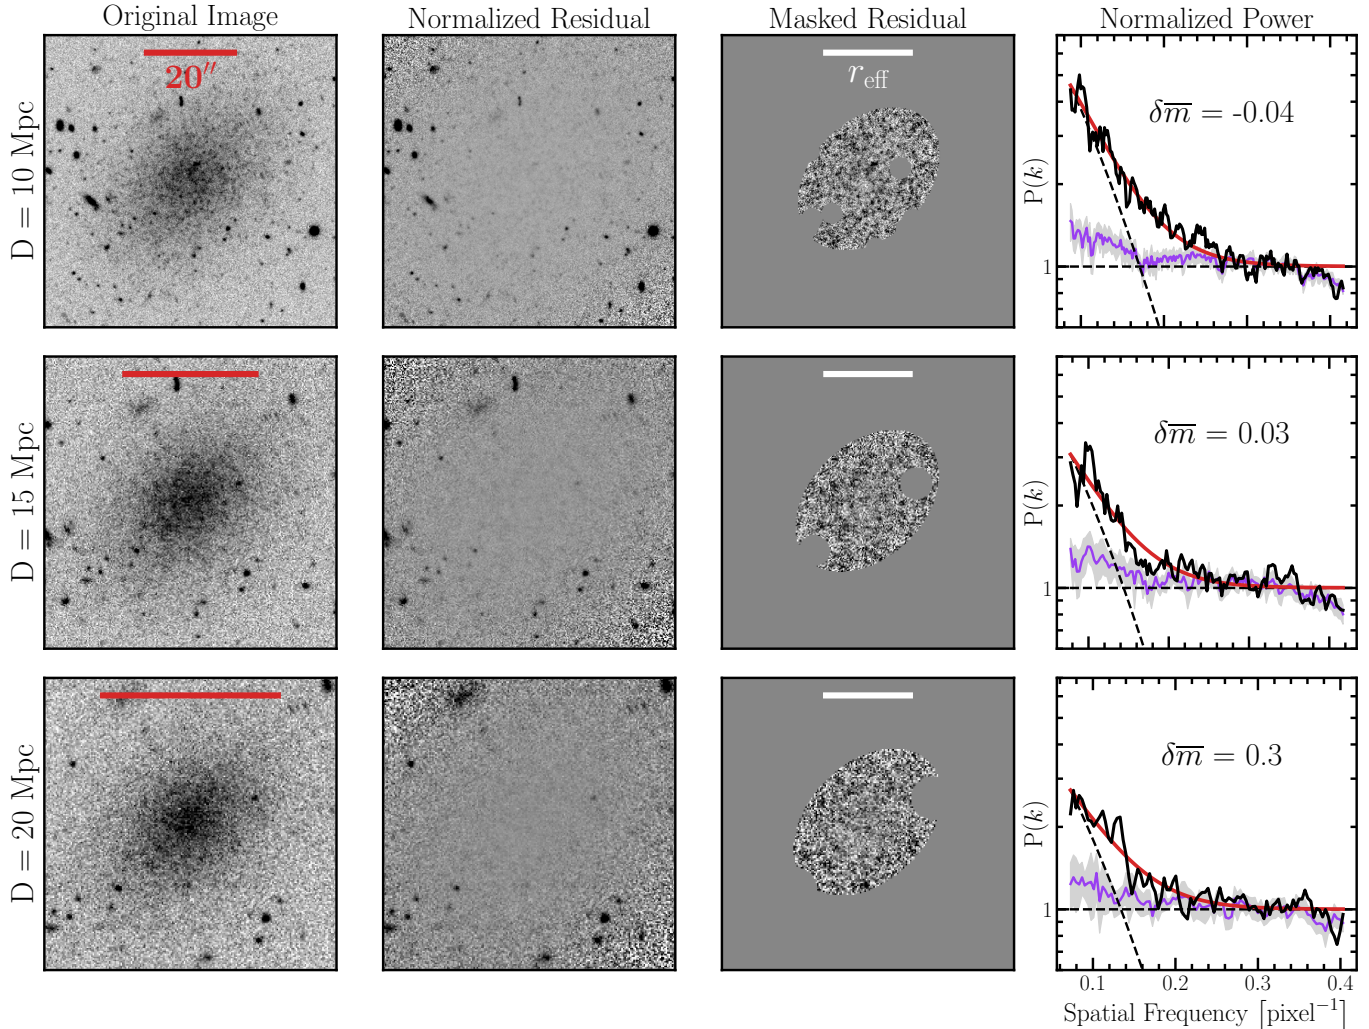 Original Image
Normalized Residual
Masked Residual
Normalized Power
D = 10 Mpc
20″
r_eff
P(k)
δm̅ = -0.04
1
D = 15 Mpc
P(k)
δm̅ = 0.03
1
D = 20 Mpc
P(k)
δm̅ = 0.3
1
0.1 0.2 0.3 0.4
Spatial Frequency ⌈pixel⁻¹⌉